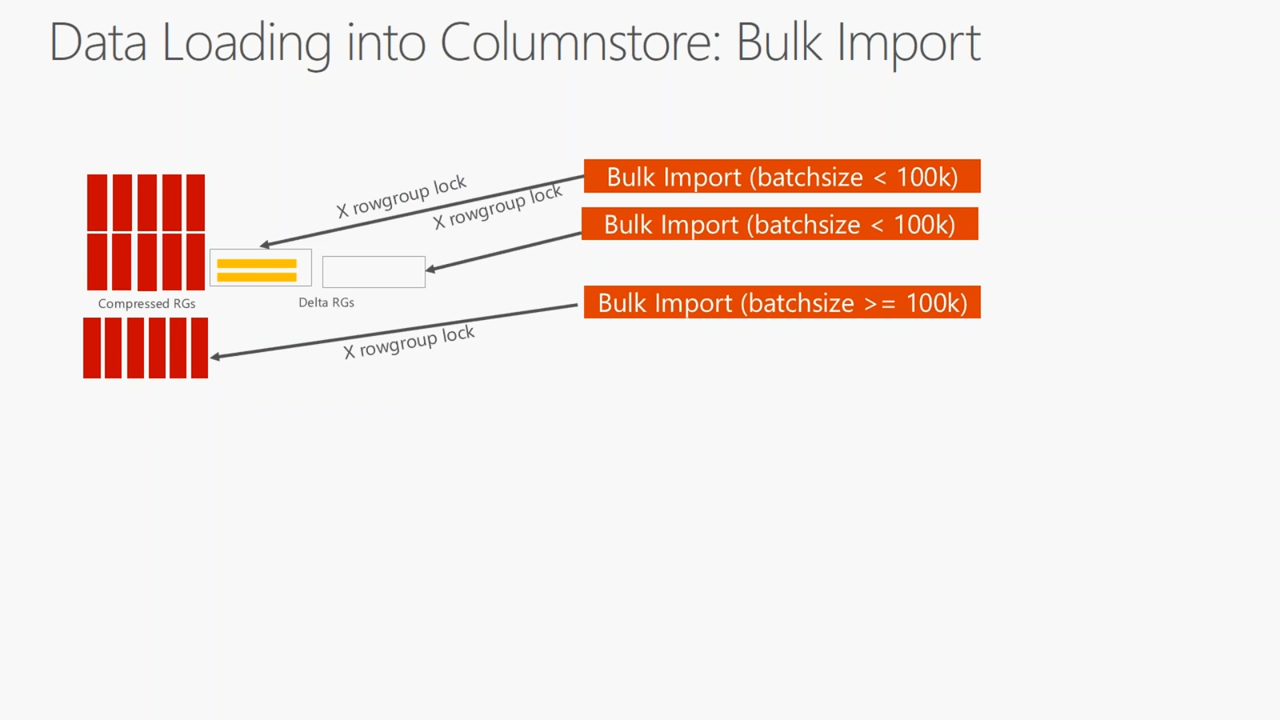 Data Loading into Columnstore: Bulk Import
Bulk Import (batchsize < 100k)
X rowgroup lock
X rowgroup lock
Bulk Import (batchsize < 100k)
Compressed RGs
Delta RGs
Bulk Import (batchsize >= 100k)
X rowgroup lock